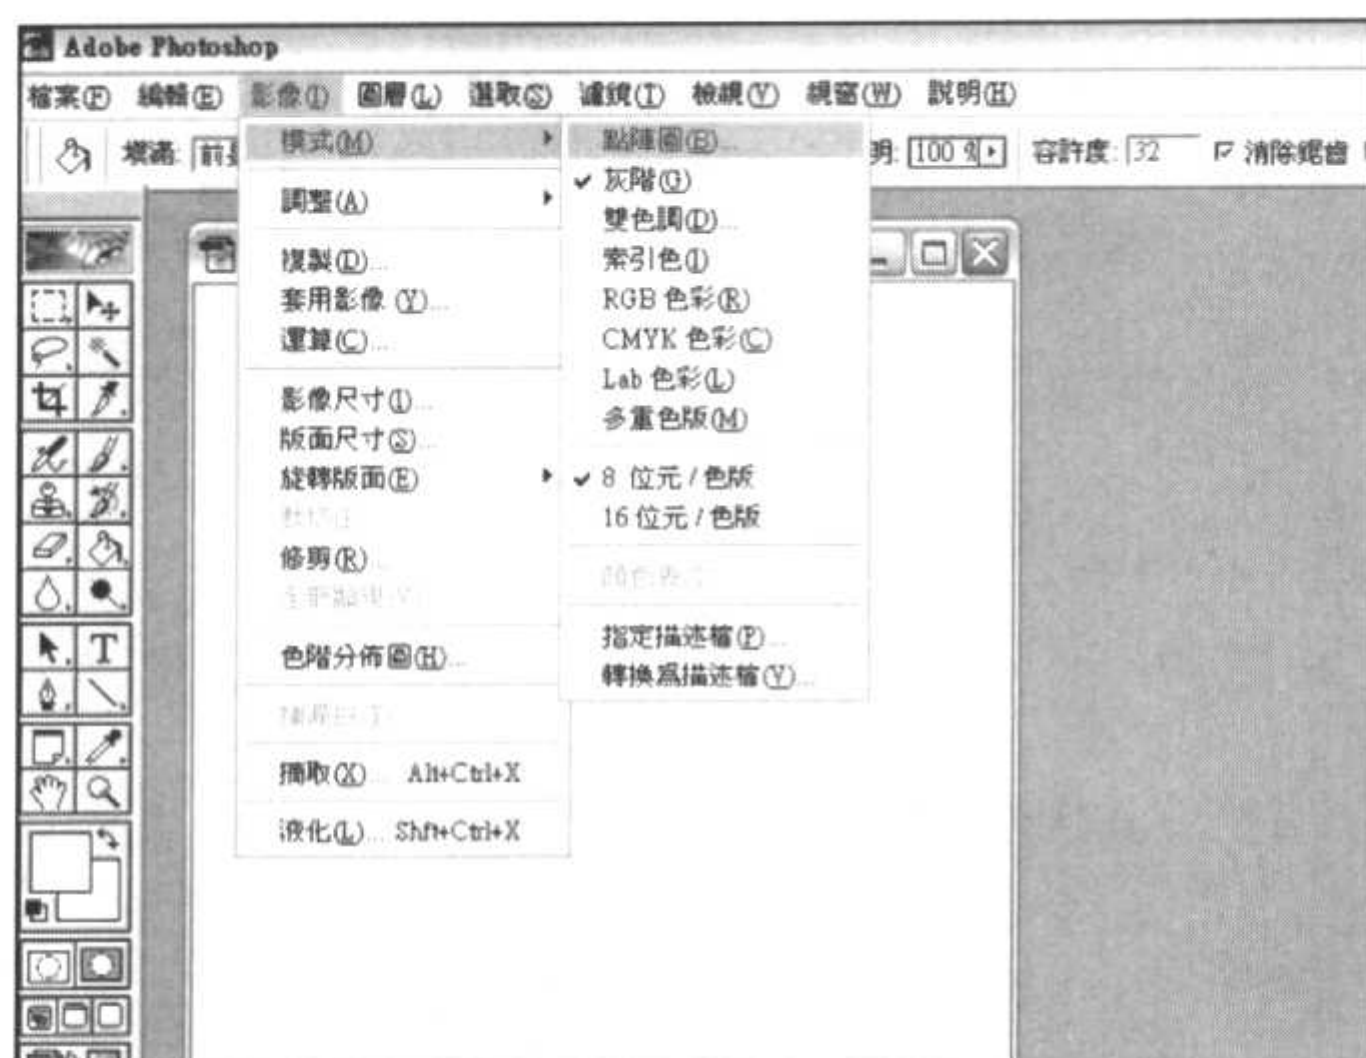 Adobe Photoshop
檔案(F) 編輯(E) 影像(I) 圖層(L) 選取(S) 濾鏡(T) 檢視(V) 視窗(W) 說明(H)
填滿: 前景 明: 100 % 容許度: 32 消除鋸齒
模式(M)
調整(A)
複製(D)...
套用影像 (Y)...
運算(C)...
影像尺寸(I)...
版面尺寸(S)...
旋轉版面(E)
修剪(R)...
色階分佈圖(H)...
擷取(X)... Alt+Ctrl+X
液化(L)... Shft+Ctrl+X
點陣圖(B)...
灰階(G)
雙色調(D)...
索引色(I)
RGB 色彩(R)
CMYK 色彩(C)
Lab 色彩(L)
多重色版(M)
8 位元 / 色版
16 位元 / 色版
指定描述檔(P)...
轉換為描述檔(V)...